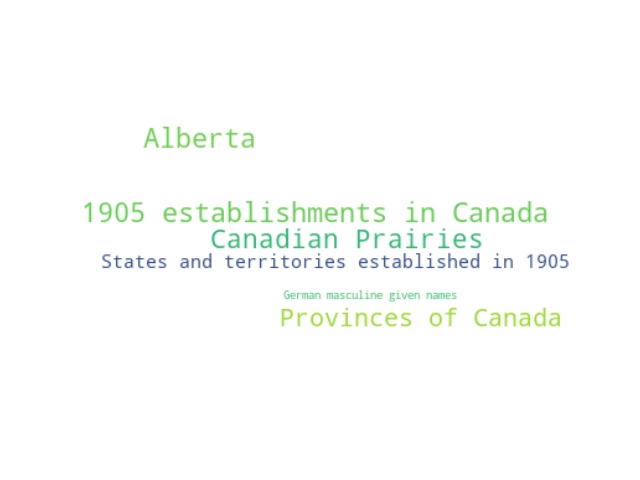 Alberta
1905 establishments in Canada
Canadian Prairies
States and territories established in 1905
German masculine given names
Provinces of Canada